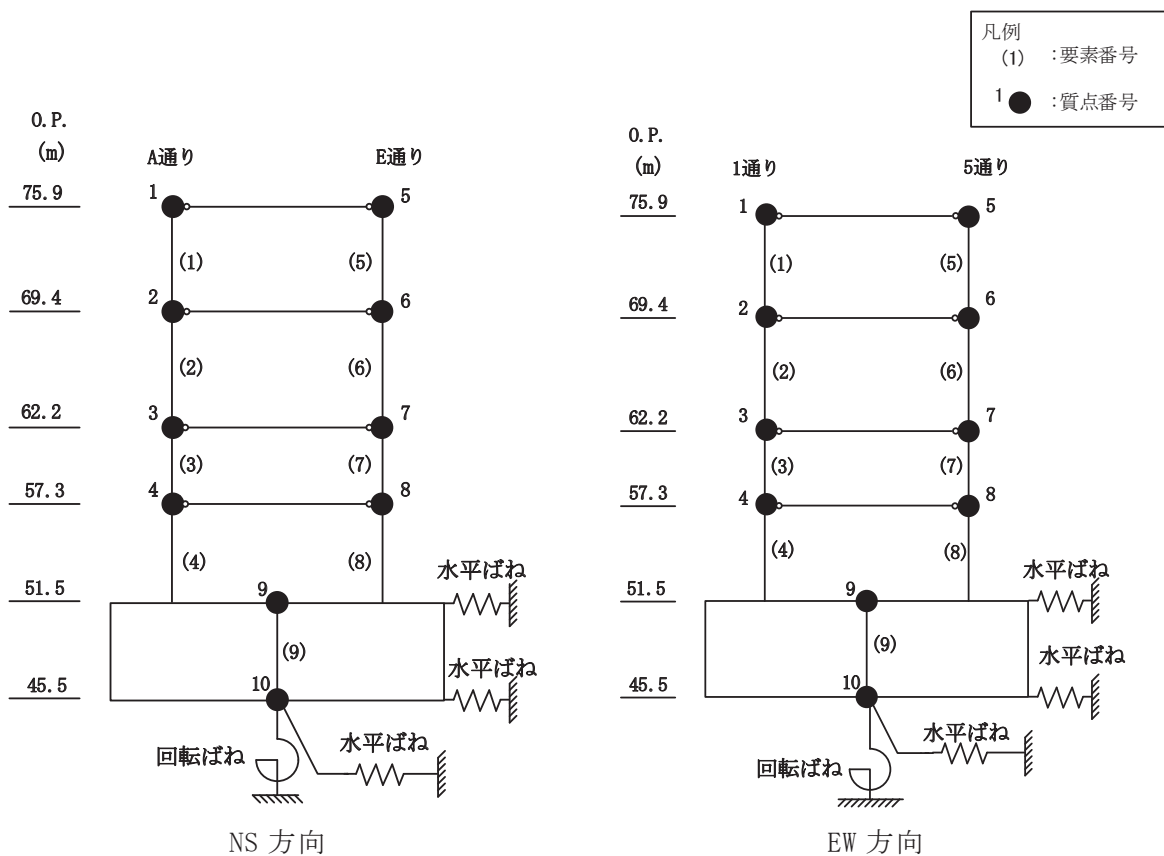 凡例
(1) :要素番号
1 :質点番号
O.P.
(m)
A通り E通り
75.9 1 5
(1) (5)
69.4 2 6
(2) (6)
62.2 3 7
(3) (7)
57.3 4 8
(4) (8)
水平ばね
51.5 9
(9) 水平ばね
45.5 10
水平ばね
回転ばね
NS 方向
O.P.
(m)
1通り 5通り
75.9 1 5
(1) (5)
69.4 2 6
(2) (6)
62.2 3 7
(3) (7)
57.3 4 8
(4) (8)
水平ばね
51.5 9
(9) 水平ばね
45.5 10
水平ばね
回転ばね
EW 方向